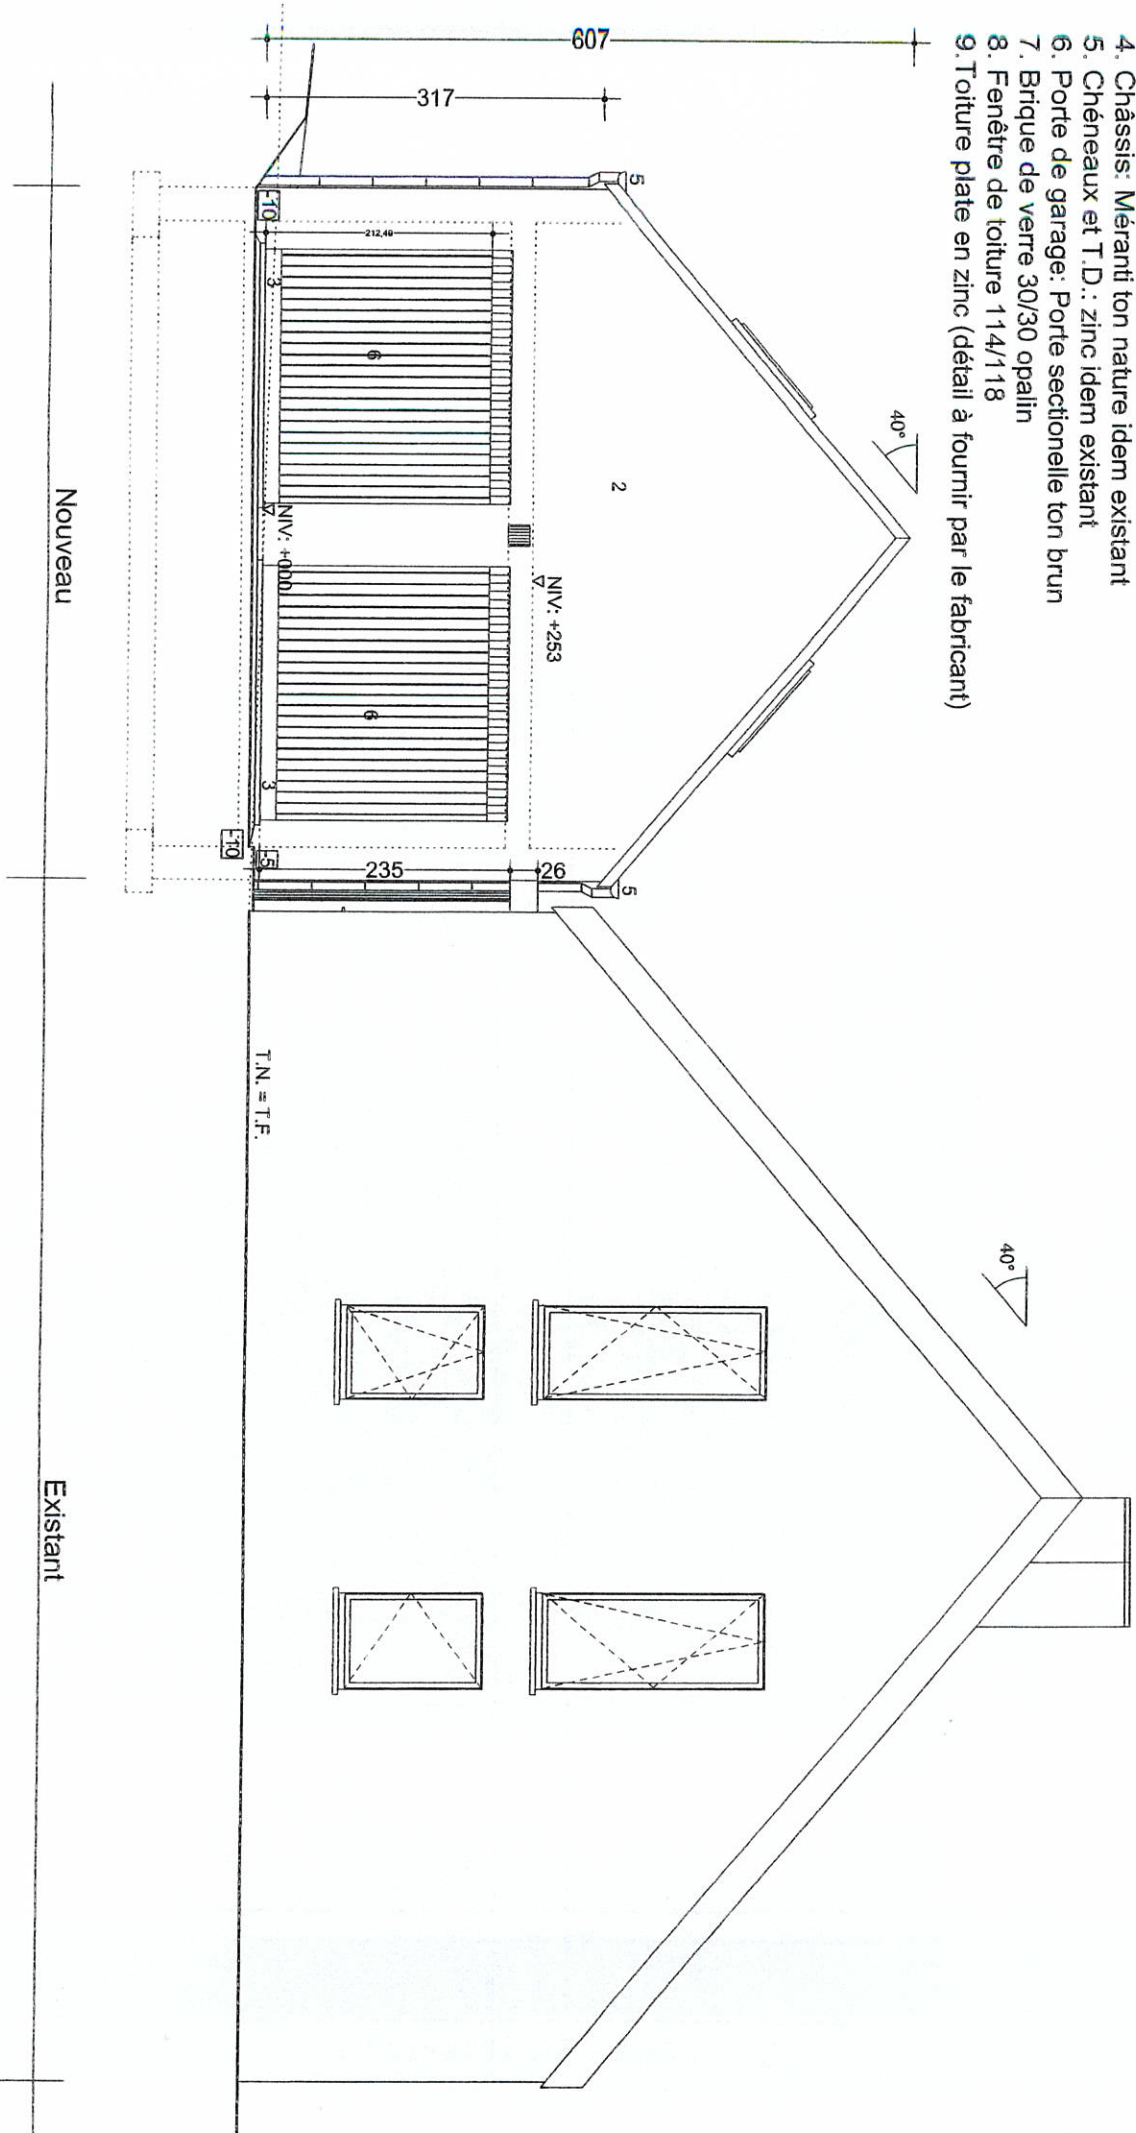 4. Châssis: Méranti ton nature idem existant
5. Chéneaux et T.D.: zinc idem existant
6. Porte de garage: Porte sectionelle ton brun
7. Brique de verre 30/30 opalin
8. Fenêtre de toiture 114/118
9.Toiture plate en zinc (détail à fournir par le fabricant)
607
317
40°
40°
5
2
5
NIV: +253
26
212,49
6
6
235
3
NIV: +000
3
-10
-5
-10
T.N. = T.F.
Nouveau
Existant